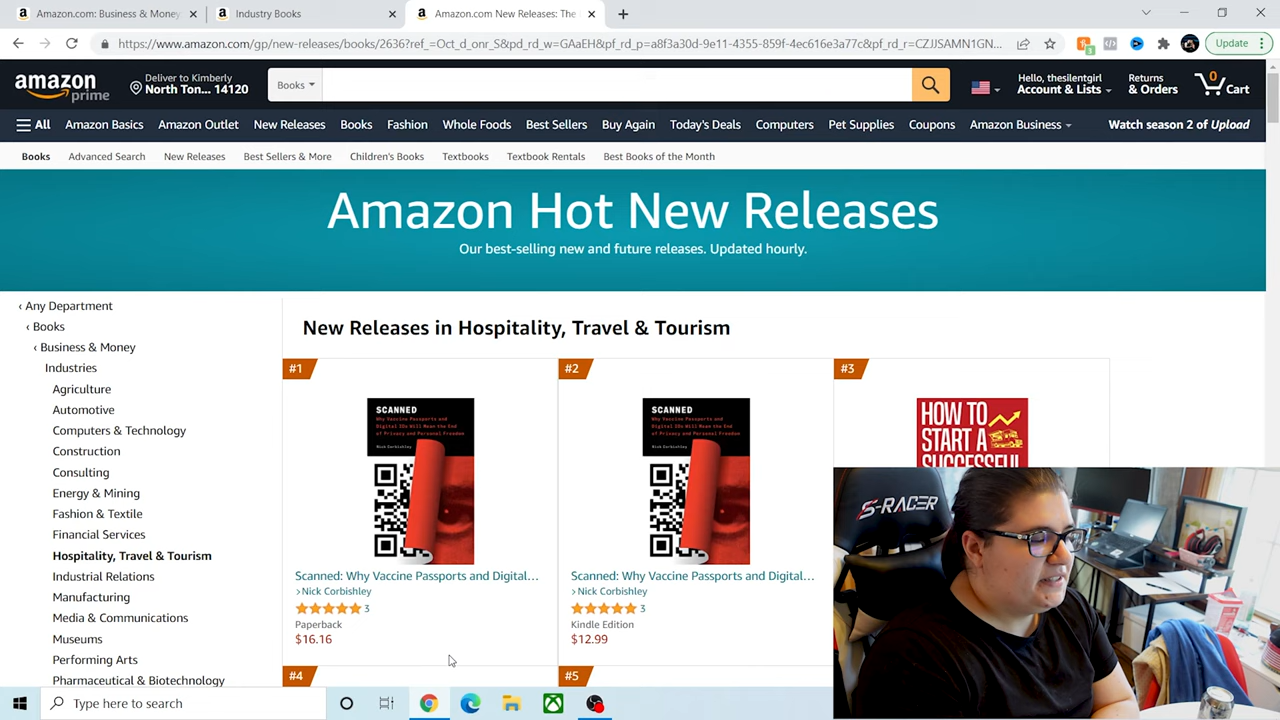 Amazon.com: Business & Money
Industry Books
Amazon.com New Releases: The
https://www.amazon.com/gp/new-releases/books/2636?ref_=Oct_d_onr_S&pd_rd_w=GAaEH&pf_rd_p=a8f3a30d-9e11-4355-859f-4ec6356e3a77c&pf_rd_r=CZJJSAMN1GN...
Update
amazon prime
Deliver to Kimberly
North Ton... 14120
Books
Hello, thesilentgirl
Account & Lists
Returns
& Orders
0
Cart
All
Amazon Basics
Amazon Outlet
New Releases
Books
Fashion
Whole Foods
Best Sellers
Buy Again
Today's Deals
Computers
Pet Supplies
Coupons
Amazon Business
Watch season 2 of Upload
Books
Advanced Search
New Releases
Best Sellers & More
Children's Books
Textbooks
Textbook Rentals
Best Books of the Month
Amazon Hot New Releases
Our best-selling new and future releases. Updated hourly.
‹ Any Department
‹ Books
‹ Business & Money
Industries
Agriculture
Automotive
Computers & Technology
Construction
Consulting
Energy & Mining
Fashion & Textile
Financial Services
Hospitality, Travel & Tourism
Industrial Relations
Manufacturing
Media & Communications
Museums
Performing Arts
Pharmaceutical & Biotechnology
New Releases in Hospitality, Travel & Tourism
#1
SCANNED
Why Vaccine Passports and
Digital IDs Will Mean the End
of Privacy and Personal Freedom
Nick Corbishley
Scanned: Why Vaccine Passports and Digital...
› Nick Corbishley
3
Paperback
$16.16
#2
SCANNED
Why Vaccine Passports and
Digital IDs Will Mean the End
of Privacy and Personal Freedom
Nick Corbishley
Scanned: Why Vaccine Passports and Digital...
› Nick Corbishley
3
Kindle Edition
$12.99
#3
HOW TO
START A
SUCCESSFUL
#4
#5
S-RACER
Type here to search